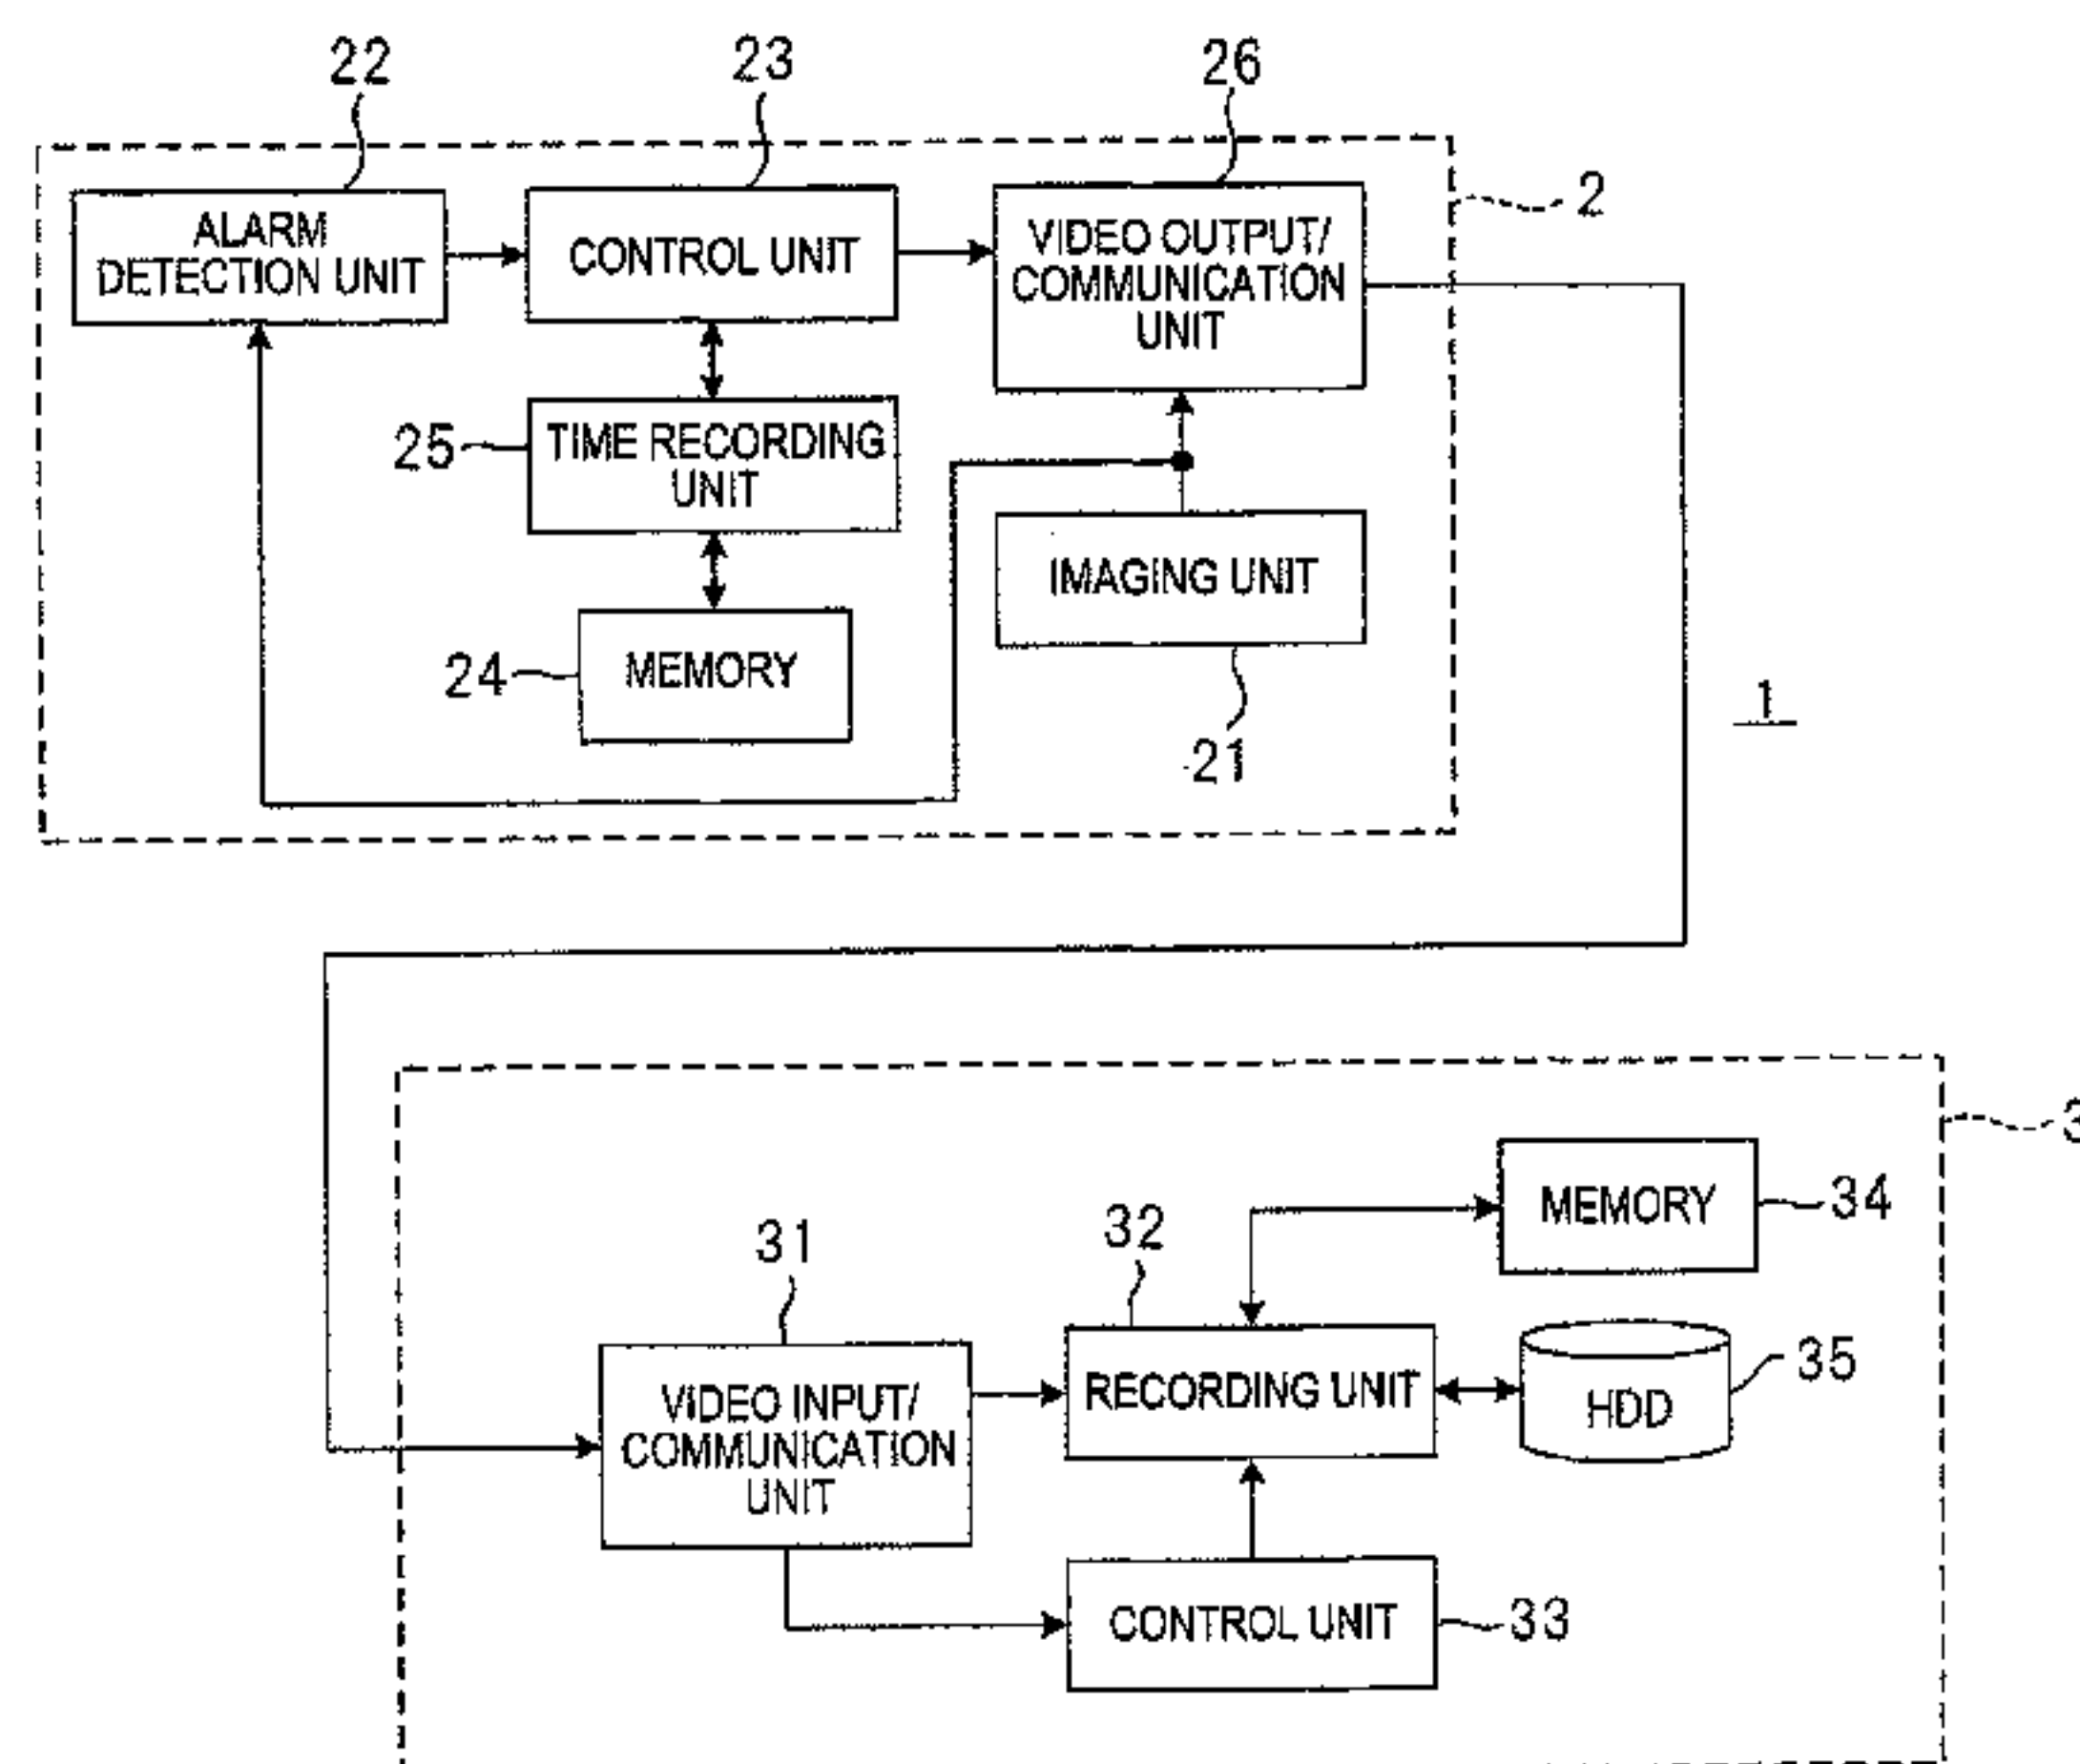 22
23
26
2
ALARM
DETECTION UNIT
CONTROL UNIT
VIDEO OUTPUT/
COMMUNICATION
UNIT
25
TIME RECORDING
UNIT
IMAGING UNIT
24
MEMORY
21
1
3
MEMORY
34
31
32
VIDEO INPUT/
COMMUNICATION
UNIT
RECORDING UNIT
HDD
35
CONTROL UNIT
33